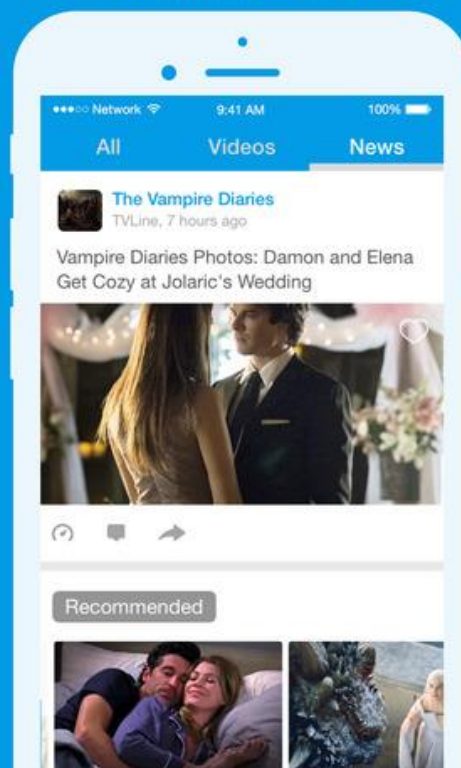 Network
9:41 AM
100%
All
Videos
News
The Vampire Diaries
TVLine, 7 hours ago
Vampire Diaries Photos: Damon and Elena
Get Cozy at Jolaric's Wedding
Recommended